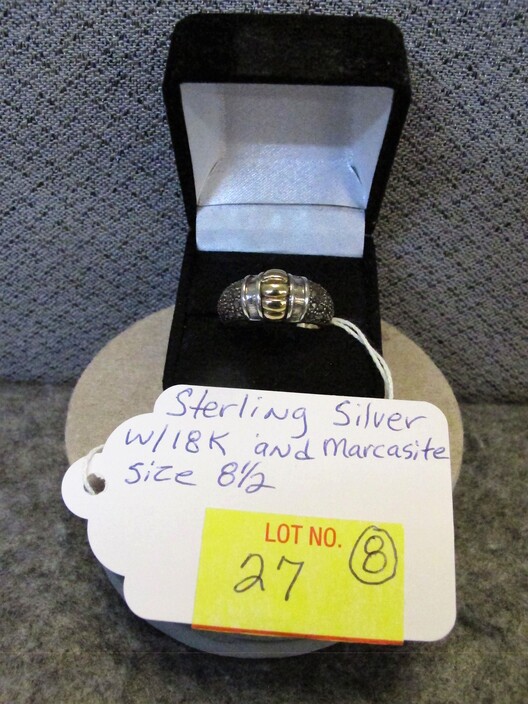 Sterling Silver
W/18K and Marcasite
Size 8½
LOT NO. 8
27